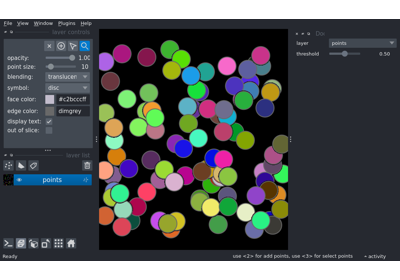 File View Window Plugins Help
layer controls
opacity: 1.00
point size: 10
blending: translucen
symbol: disc
face color: #c2bcccff
edge color: dimgrey
display text:
out of slice:
layer list
points
Do
layer points
threshold 0.50
Ready
use <2> for add points, use <3> for select points
activity